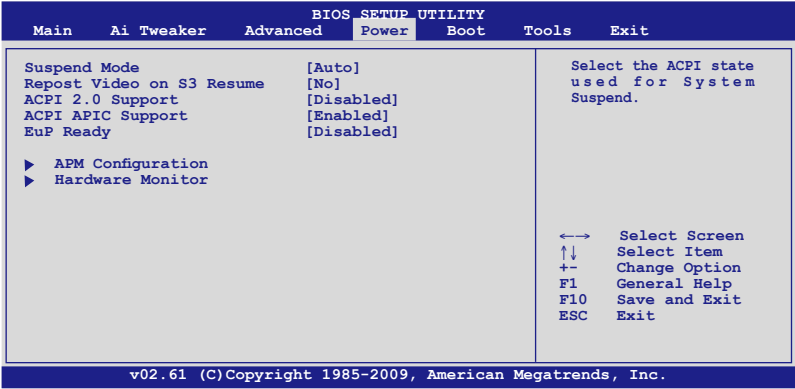 BIOS SETUP UTILITY
Main Ai Tweaker Advanced Power Boot Tools Exit
Suspend Mode [Auto]
Repost Video on S3 Resume [No]
ACPI 2.0 Support [Disabled]
ACPI APIC Support [Enabled]
EuP Ready [Disabled]
▶ APM Configuration
▶ Hardware Monitor
Select the ACPI state
used for System
Suspend.
←→ Select Screen
↑↓ Select Item
+- Change Option
F1 General Help
F10 Save and Exit
ESC Exit
v02.61 (C)Copyright 1985-2009, American Megatrends, Inc.